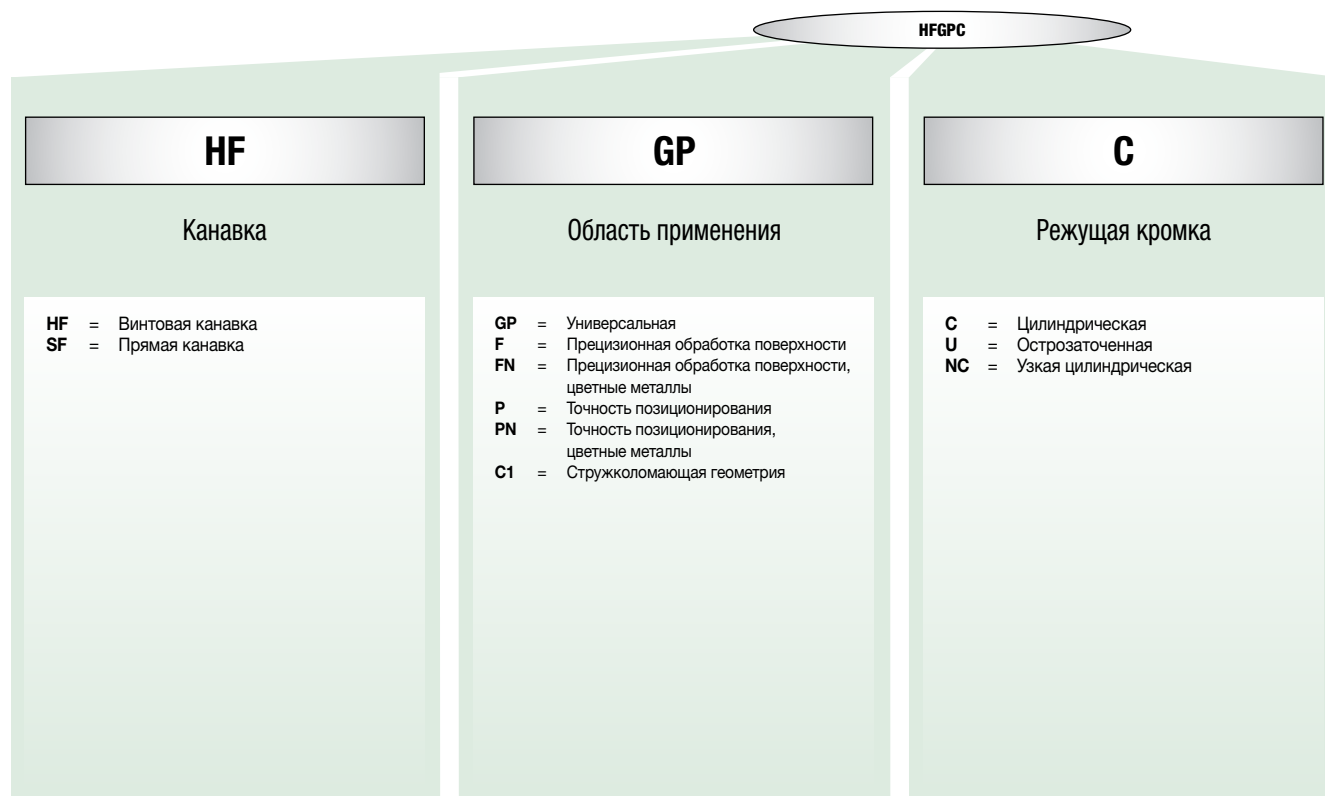 HFGPC
HF
Канавка
HF = Винтовая канавка
SF = Прямая канавка
GP
Область применения
GP = Универсальная
F = Прецизионная обработка поверхности
FN = Прецизионная обработка поверхности,
цветные металлы
P = Точность позиционирования
PN = Точность позиционирования,
цветные металлы
C1 = Стружколомающая геометрия
C
Режущая кромка
C = Цилиндрическая
U = Острозаточенная
NC = Узкая цилиндрическая